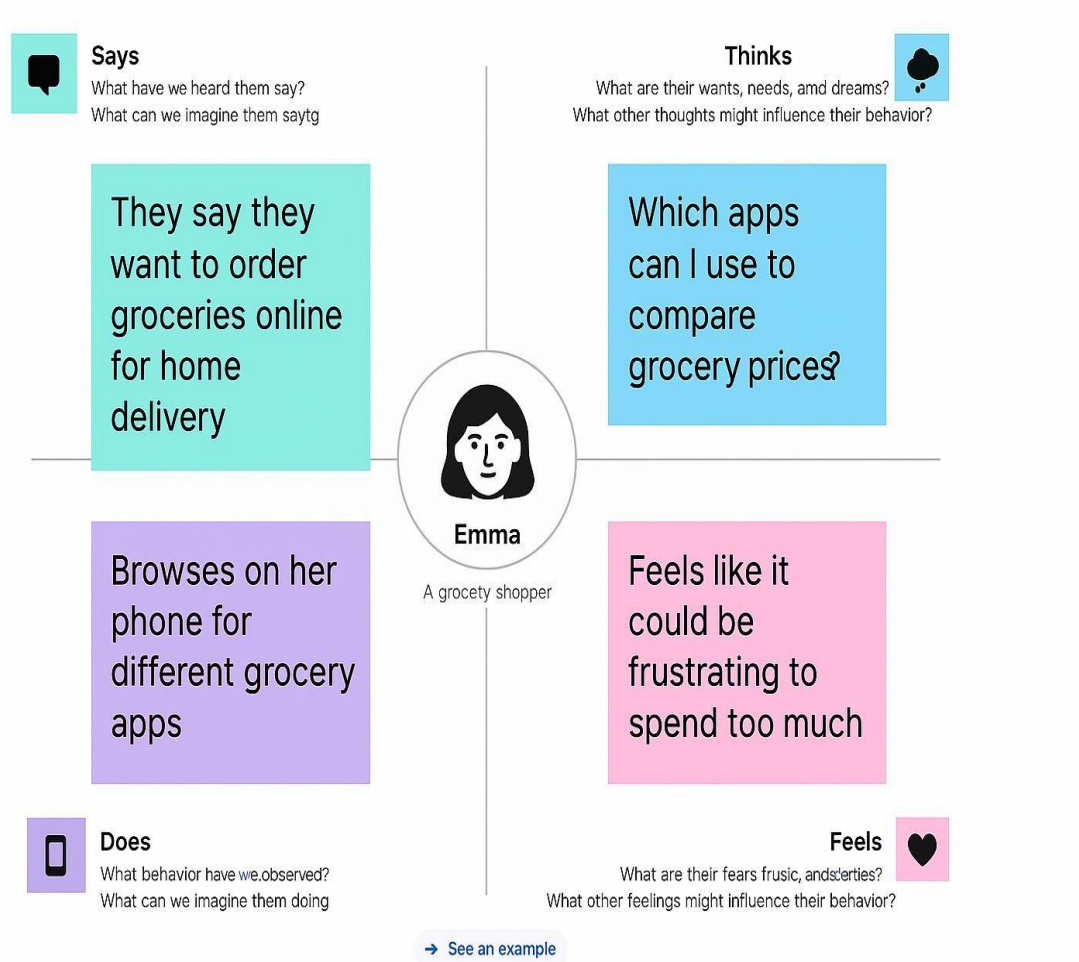 Says
What have we heard them say?
What can we imagine them saytg
Thinks
What are their wants, needs, amd dreams?
What other thoughts might influence their behavior?
They say they
want to order
groceries online
for home
delivery
Which apps
can I use to
compare
grocery prices?
Emma
A grocety shopper
Browses on her
phone for
different grocery
apps
Feels like it
could be
frustrating to
spend too much
Does
What behavior have we.observed?
What can we imagine them doing
Feels
What are their fears frusic,
What other feelings might influence their behavior?
→ See an example